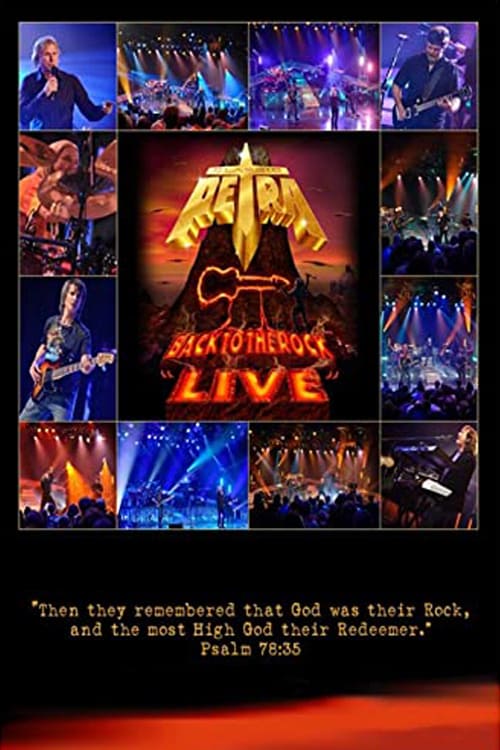 CLASSIC
PETRA
BACK TO THE ROCK
LIVE
"Then they remembered that God was their Rock,
and the most High God their Redeemer."
Psalm 78:35